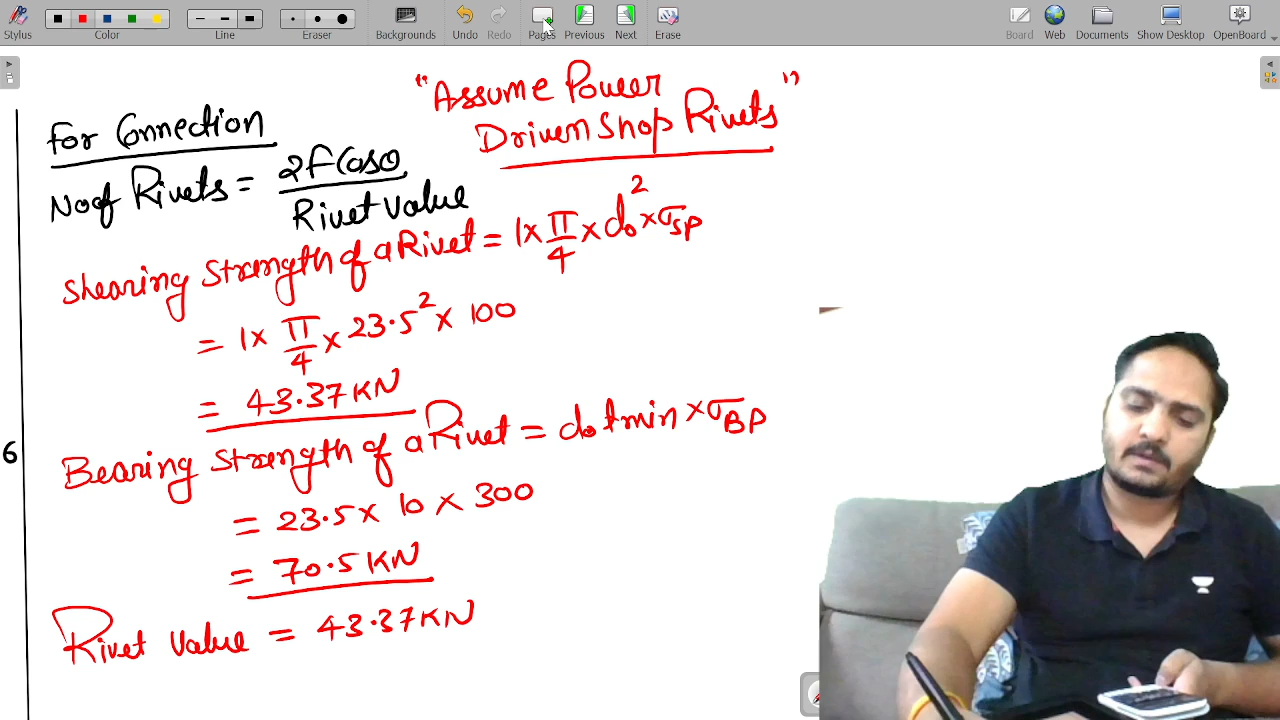 Stylus Color Line Eraser Backgrounds Undo Redo Pages Previous Next Erase Board Web Documents Show Desktop OpenBoard
"Assume Power
Driven Shop Rivets"
For Connection
No of Rivets = 2F Cosθ / Rivet Value
Shearing Strength of a Rivet = 1 × π/4 × do² × σSP
= 1 × π/4 × 23.5² × 100
= 43.37 KN
Bearing Strength of a Rivet = do tmin × σBP
= 23.5 × 10 × 300
= 70.5 KN
Rivet Value = 43.37 KN
6